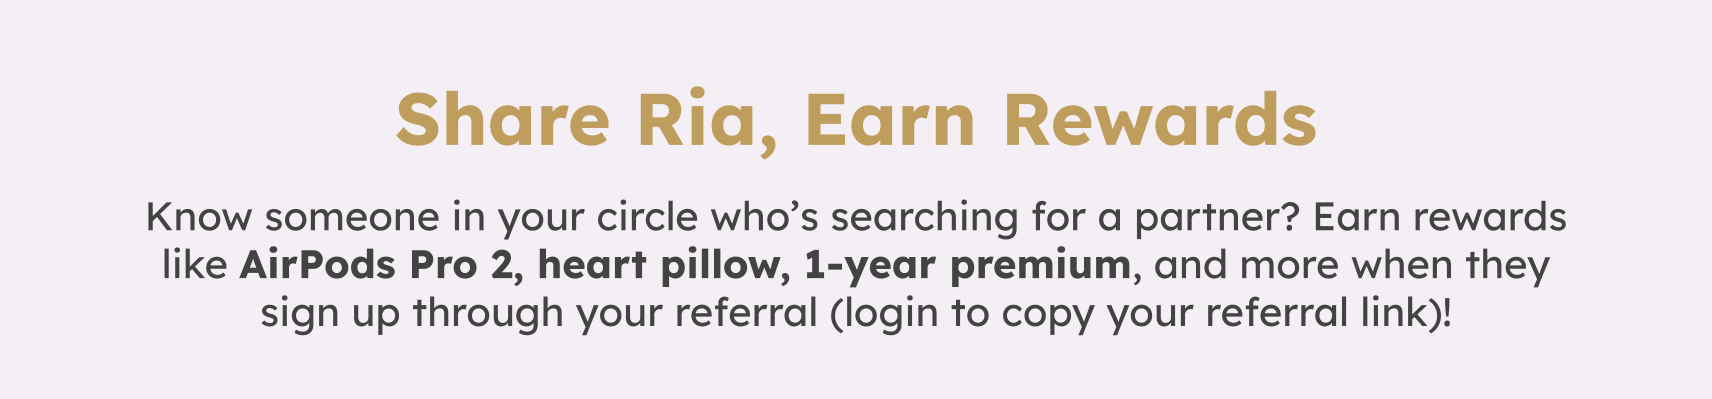 Share Ria, Earn Rewards
Know someone in your circle who’s searching for a partner? Earn rewards
like AirPods Pro 2, heart pillow, 1-year premium, and more when they
sign up through your referral (login to copy your referral link)!